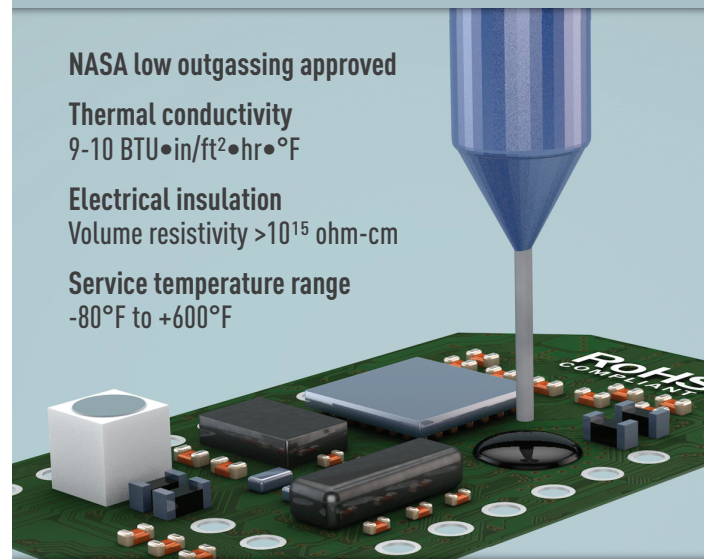 NASA low outgassing approved
Thermal conductivity
9-10 BTU•in/ft²•hr•°F
Electrical insulation
Volume resistivity >10¹⁵ ohm-cm
Service temperature range
-80°F to +600°F
RoHS
COMPLIANT